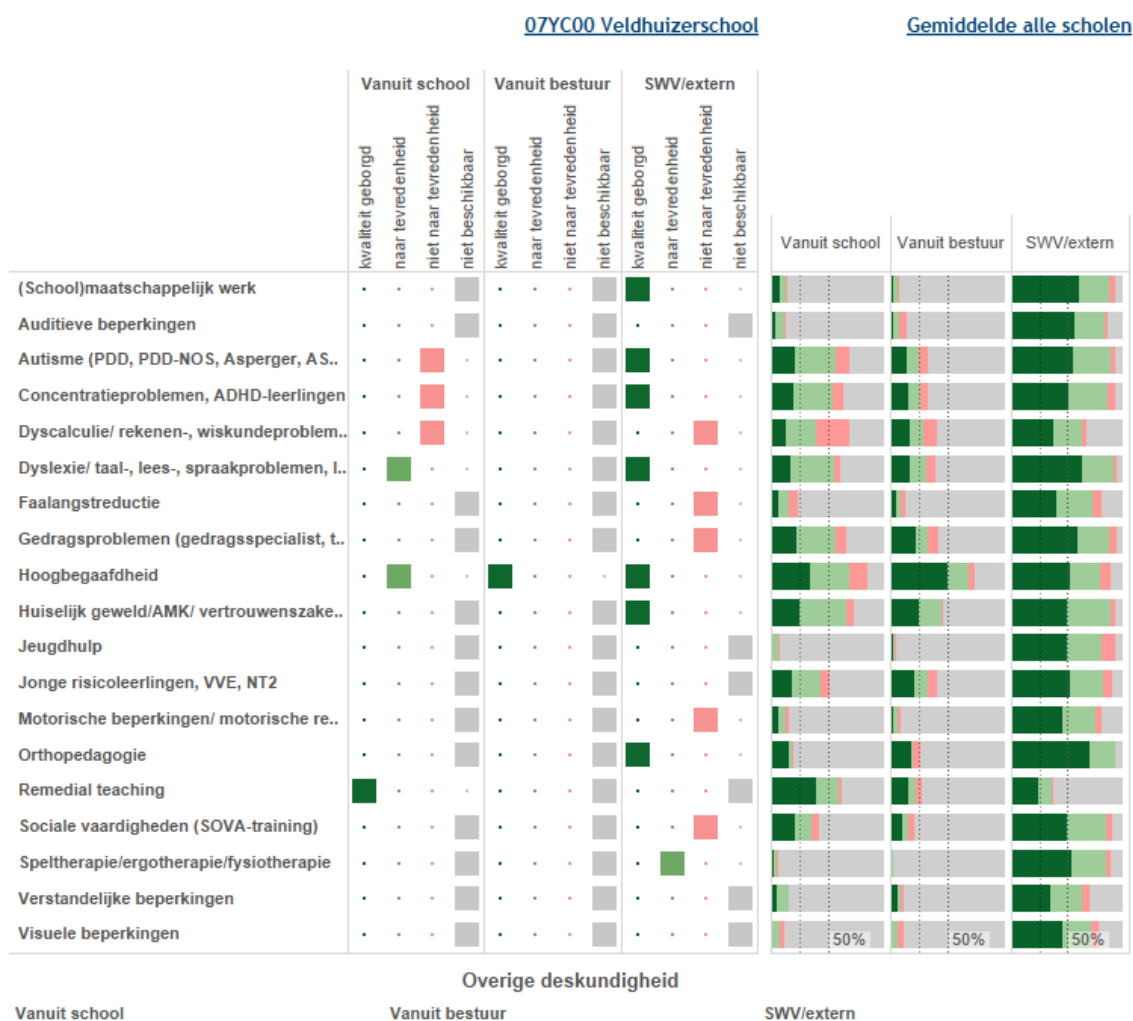 07YC00 Veldhuizerschool Gemiddelde alle scholen
Vanuit school Vanuit bestuur SWV/extern
kwaliteit geborgd naar tevredenheid niet naar tevredenheid niet beschikbaar kwaliteit geborgd naar tevredenheid niet naar tevredenheid niet beschikbaar kwaliteit geborgd naar tevredenheid niet naar tevredenheid niet beschikbaar
Vanuit school Vanuit bestuur SWV/extern
(School)maatschappelijk werk
Auditieve beperkingen
Autisme (PDD, PDD-NOS, Asperger, AS..
Concentratieproblemen, ADHD-leerlingen
Dyscalculie/ rekenen-, wiskundeproblem..
Dyslexie/ taal-, lees-, spraakproblemen, l..
Faalangstreductie
Gedragsproblemen (gedragsspecialist, t..
Hoogbegaafdheid
Huiselijk geweld/AMK/ vertrouwenszake..
Jeugdhulp
Jonge risicoleerlingen, VVE, NT2
Motorische beperkingen/ motorische re..
Orthopedagogie
Remedial teaching
Sociale vaardigheden (SOVA-training)
Speltherapie/ergotherapie/fysiotherapie
Verstandelijke beperkingen
Visuele beperkingen 50% 50% 50%
Overige deskundigheid
Vanuit school Vanuit bestuur SWV/extern